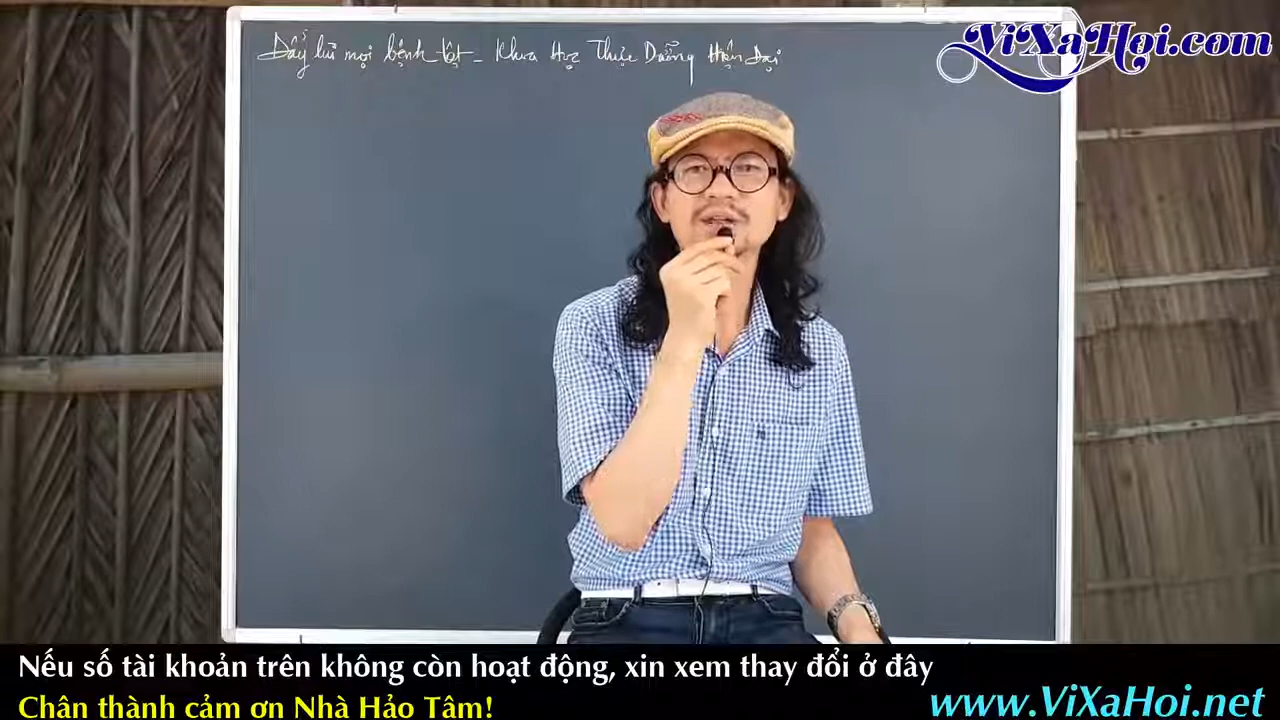 Đẩy lùi mọi bệnh tật - Khoa Học Thực Dưỡng Hiện Đại
ViXaHoi.com
Nếu số tài khoản trên không còn hoạt động, xin xem thay đổi ở đây
Chân thành cảm ơn Nhà Hảo Tâm!
www.ViXaHoi.net